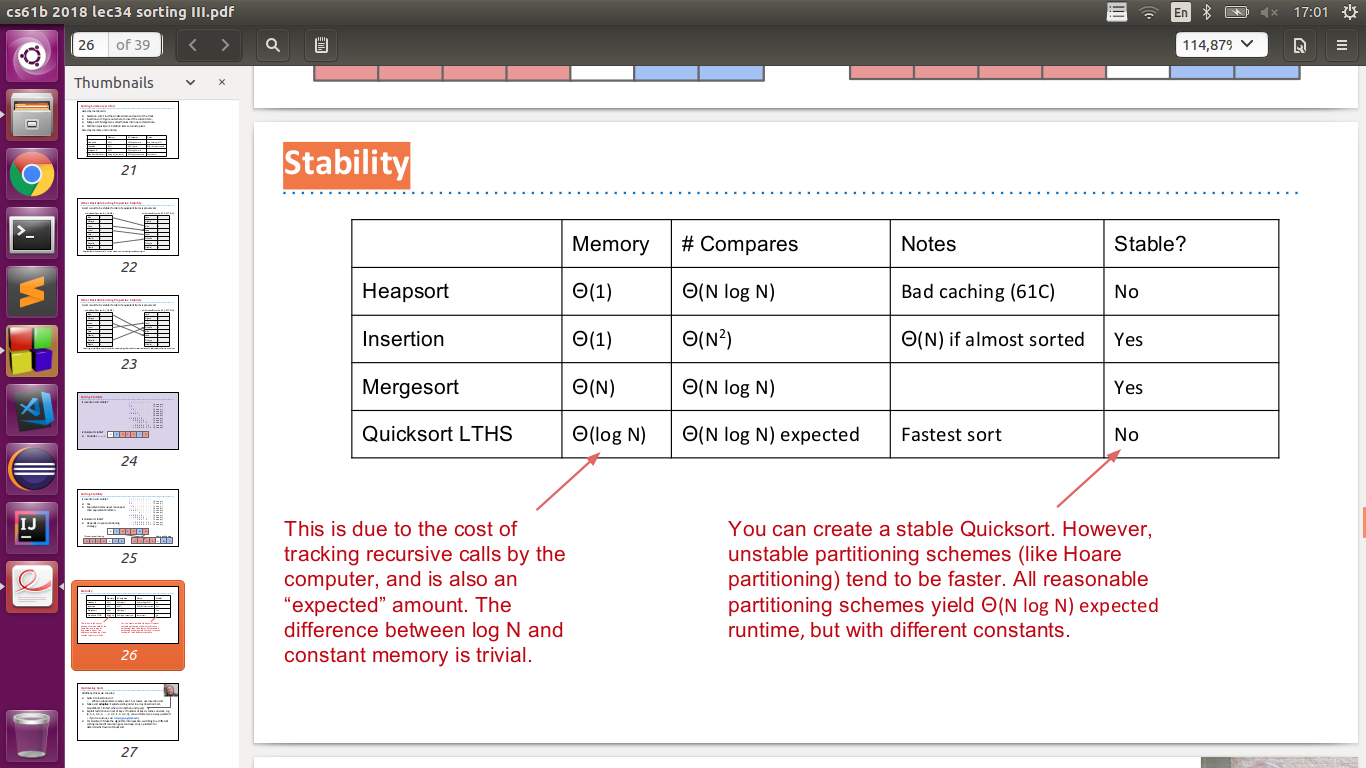 cs61b 2018 lec34 sorting III.pdf
En
17:01
26 of 39
114,87%
Thumbnails
21
22
23
24
25
26
27
Stability
Memory # Compares Notes Stable?
Heapsort Θ(1) Θ(N log N) Bad caching (61C) No
Insertion Θ(1) Θ(N²) Θ(N) if almost sorted Yes
Mergesort Θ(N) Θ(N log N) Yes
Quicksort LTHS Θ(log N) Θ(N log N) expected Fastest sort No
This is due to the cost of
tracking recursive calls by the
computer, and is also an
“expected” amount. The
difference between log N and
constant memory is trivial.
You can create a stable Quicksort. However,
unstable partitioning schemes (like Hoare
partitioning) tend to be faster. All reasonable
partitioning schemes yield Θ(N log N) expected
runtime, but with different constants.